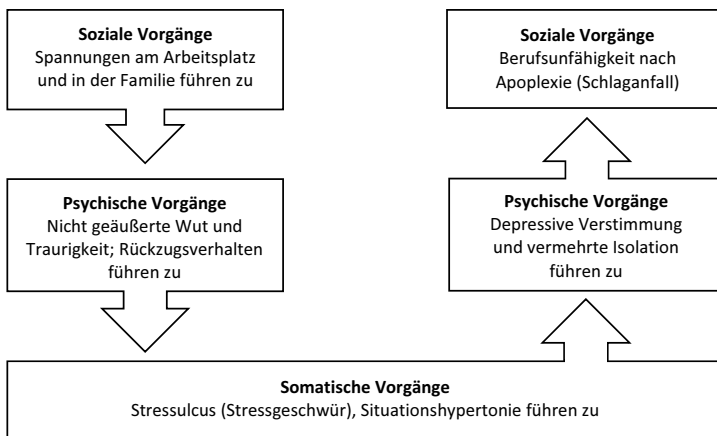 Soziale Vorgänge
Spannungen am Arbeitsplatz
und in der Familie führen zu
Psychische Vorgänge
Nicht geäußerte Wut und
Traurigkeit; Rückzugsverhalten
führen zu
Somatische Vorgänge
Stressulcus (Stressgeschwür), Situationshypertonie führen zu
Psychische Vorgänge
Depressive Verstimmung
und vermehrte Isolation
führen zu
Soziale Vorgänge
Berufsunfähigkeit nach
Apoplexie (Schlaganfall)